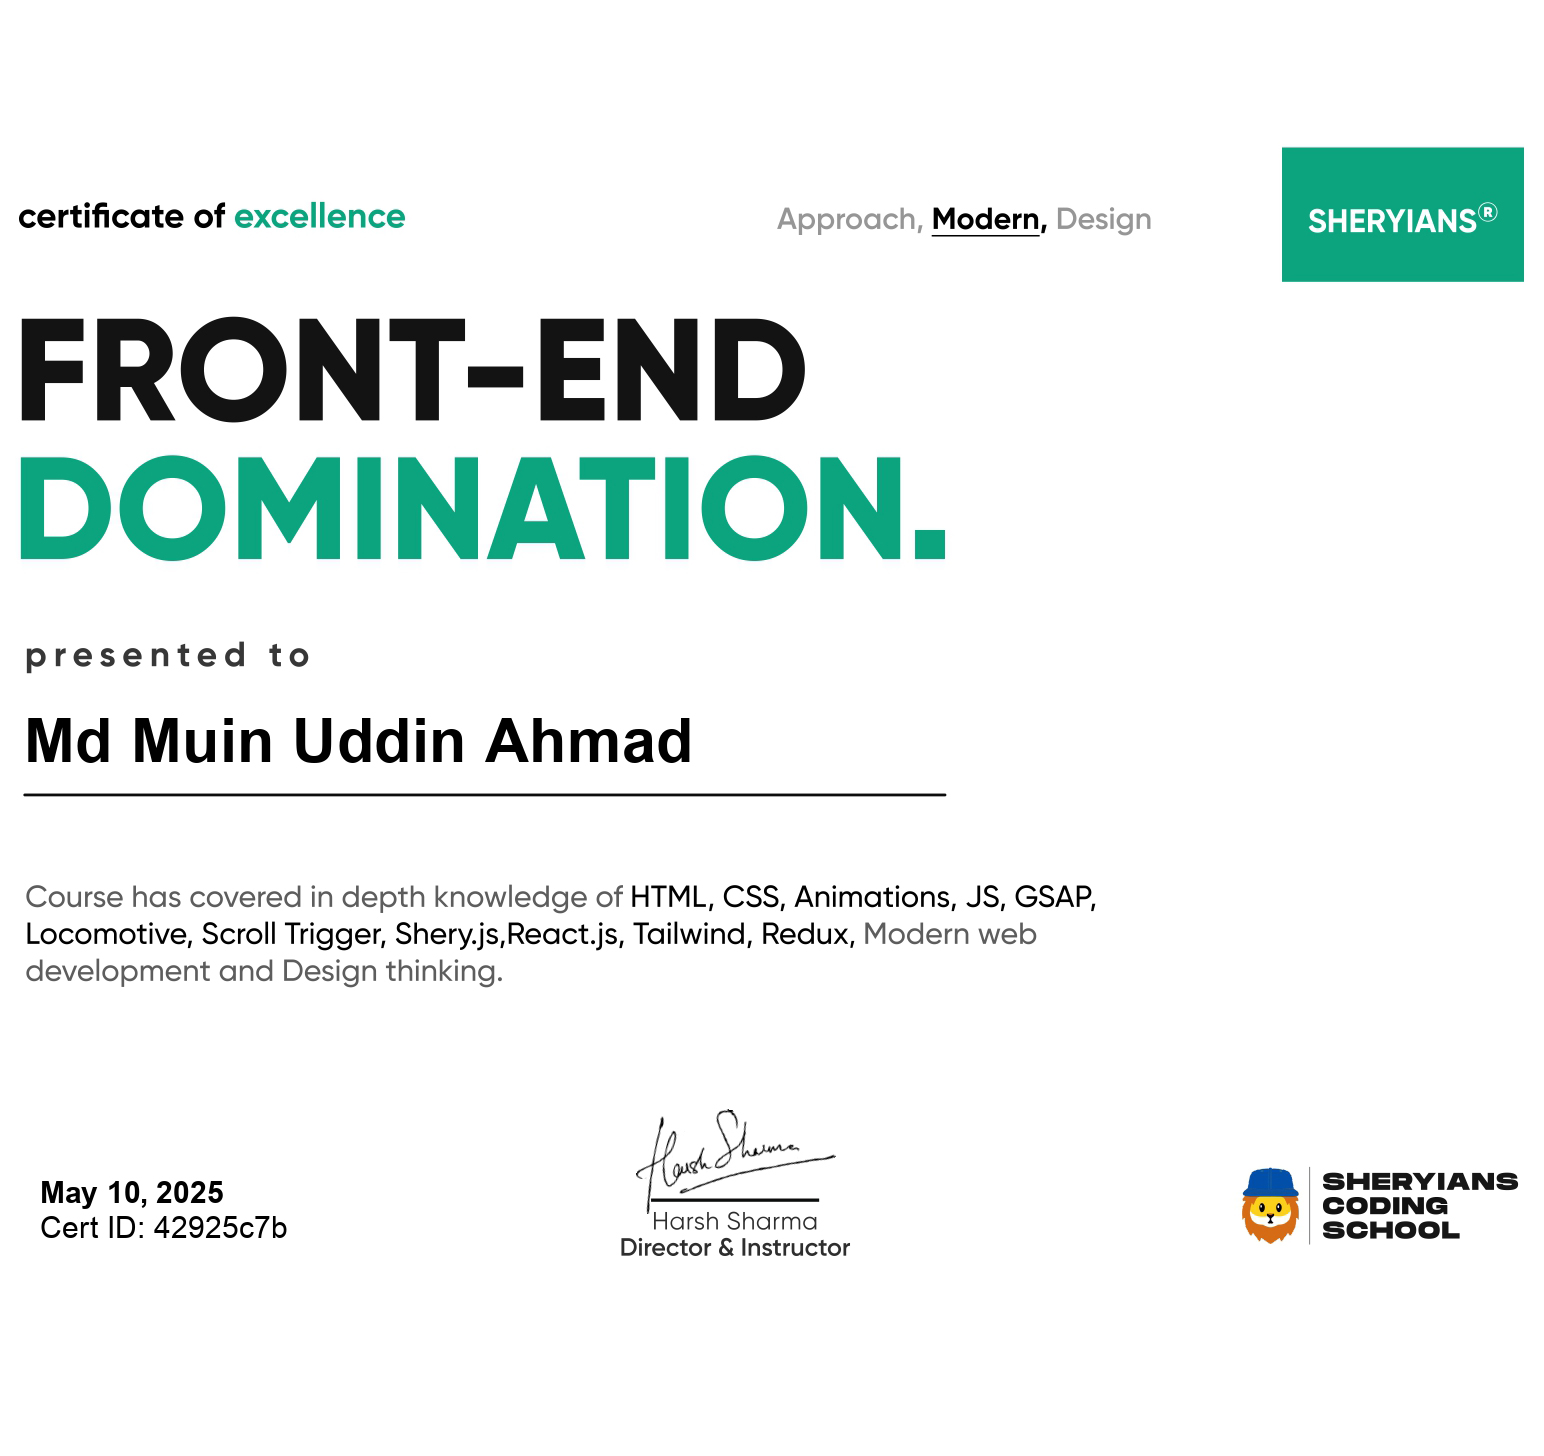 certificate of excellence
Approach, Modern, Design
SHERYIANS®
FRONT-END
DOMINATION.
presented to
Md Muin Uddin Ahmad
Course has covered in depth knowledge of HTML, CSS, Animations, JS, GSAP,
Locomotive, Scroll Trigger, Shery.js,React.js, Tailwind, Redux, Modern web
development and Design thinking.
Harsh Sharma
May 10, 2025
Cert ID: 42925c7b
Harsh Sharma
Director & Instructor
SHERYIANS
CODING
SCHOOL